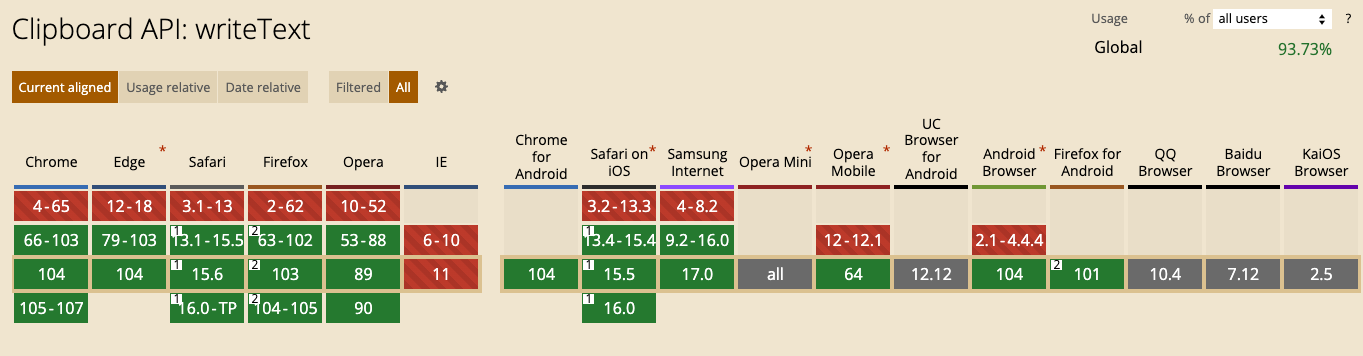 Clipboard API: writeText
Usage % of all users ?
Global 93.73%
Current aligned Usage relative Date relative Filtered All
Chrome Edge * Safari Firefox Opera IE Chrome for Android Safari on iOS * Samsung Internet Opera Mini * Opera Mobile * UC Browser for Android Android Browser * Firefox for Android QQ Browser Baidu Browser KaiOS Browser
4-65 12-18 3.1-13 2-62 10-52 3.2-13.3 4-8.2
66-103 79-103 1 13.1-15.5 2 63-102 53-88 6-10 1 13.4-15.4 9.2-16.0 12-12.1 2.1-4.4.4
104 104 1 15.6 2 103 89 11 104 1 15.5 17.0 all 64 12.12 104 2 101 10.4 7.12 2.5
105-107 1 16.0-TP 2 104-105 90 1 16.0